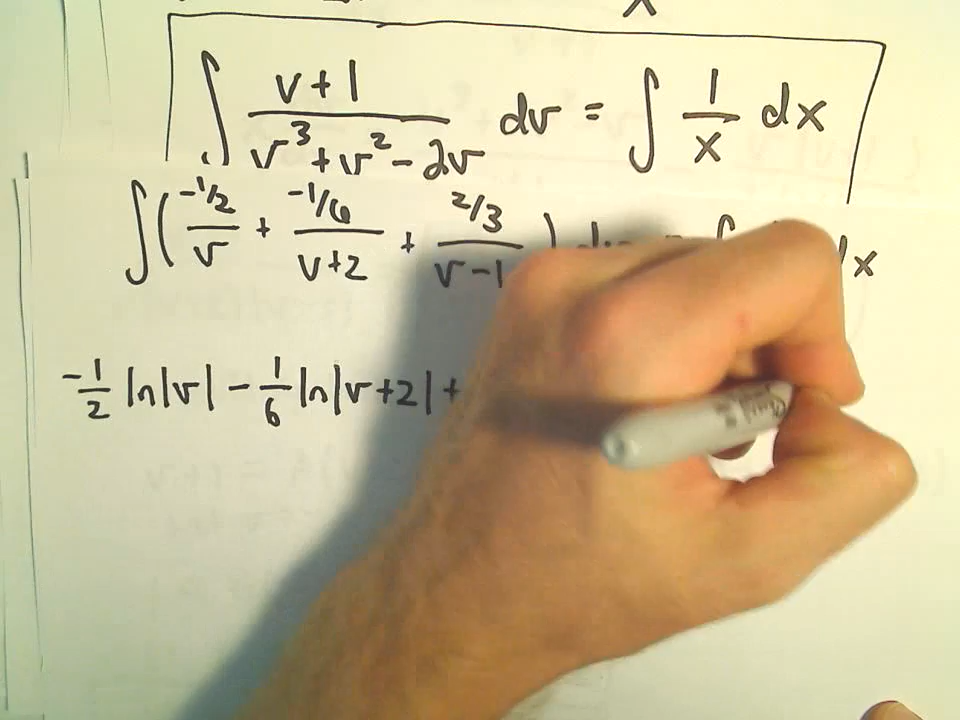 x
∫ (v+1)/(v³+v²-2v) dv = ∫ 1/x dx
∫ ( (-1/2)/v + (-1/6)/(v+2) + (2/3)/(v-1) ) dx
-1/2 ln|v| - 1/6 ln|v+2| +